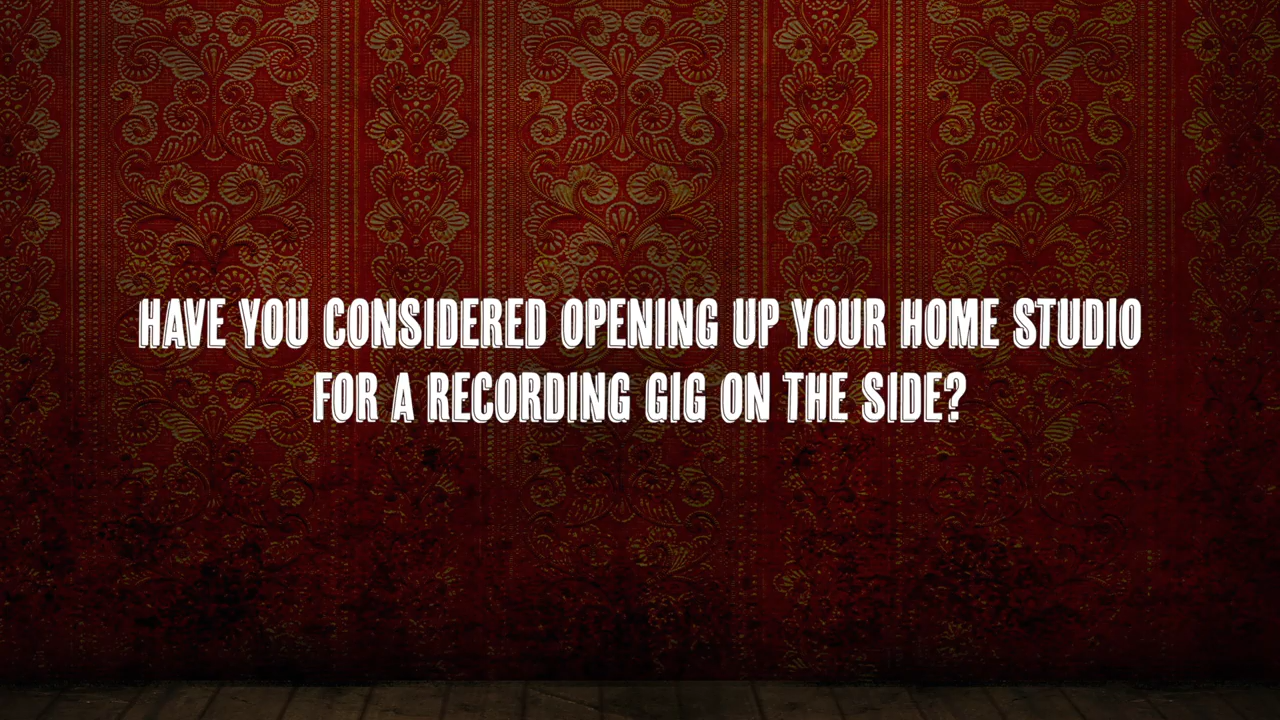 HAVE YOU CONSIDERED OPENING UP YOUR HOME STUDIO
FOR A RECORDING GIG ON THE SIDE?